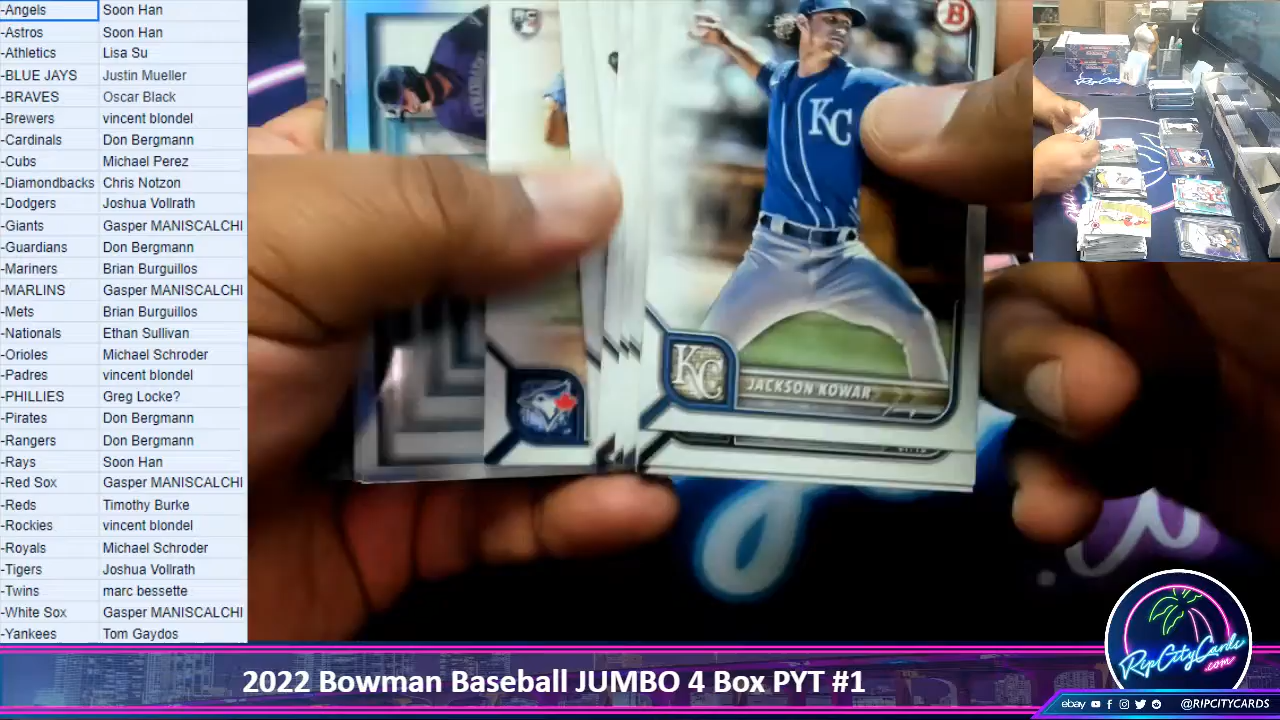 -Angels Soon Han
-Astros Soon Han
-Athletics Lisa Su
-BLUE JAYS Justin Mueller
-BRAVES Oscar Black
-Brewers vincent blondel
-Cardinals Don Bergmann
-Cubs Michael Perez
-Diamondbacks Chris Notzon
-Dodgers Joshua Vollrath
-Giants Gasper MANISCALCHI
-Guardians Don Bergmann
-Mariners Brian Burguillos
-MARLINS Gasper MANISCALCHI
-Mets Brian Burguillos
-Nationals Ethan Sullivan
-Orioles Michael Schroder
-Padres vincent blondel
-PHILLIES Greg Locke?
-Pirates Don Bergmann
-Rangers Don Bergmann
-Rays Soon Han
-Red Sox Gasper MANISCALCHI
-Reds Timothy Burke
-Rockies vincent blondel
-Royals Michael Schroder
-Tigers Joshua Vollrath
-Twins marc bessette
-White Sox Gasper MANISCALCHI
-Yankees Tom Gaydos
RC
B
KC
KC
JACKSON KOWAR
2022 Bowman Baseball JUMBO 4 Box PYT #1
RipCityCards
.com
ebay @RIPCITYCARDS